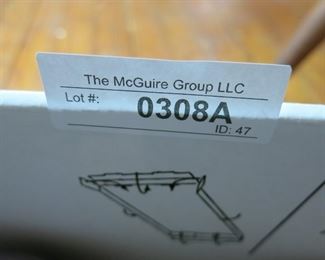 The McGuire Group LLC
Lot #:
0308A
ID: 47